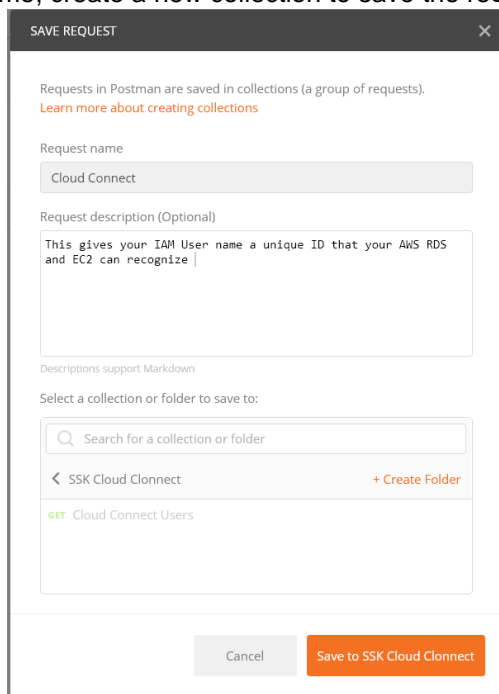 create a new collection to save the
SAVE REQUEST
Requests in Postman are saved in collections (a group of requests).
Learn more about creating collections
Request name
Cloud Connect
Request description (Optional)
This gives your IAM User name a unique ID that your AWS RDS
and EC2 can recognize
Descriptions support Markdown
Select a collection or folder to save to:
Search for a collection or folder
SSK Cloud Clonnect + Create Folder
GET Cloud Connect Users
Cancel Save to SSK Cloud Clonnect